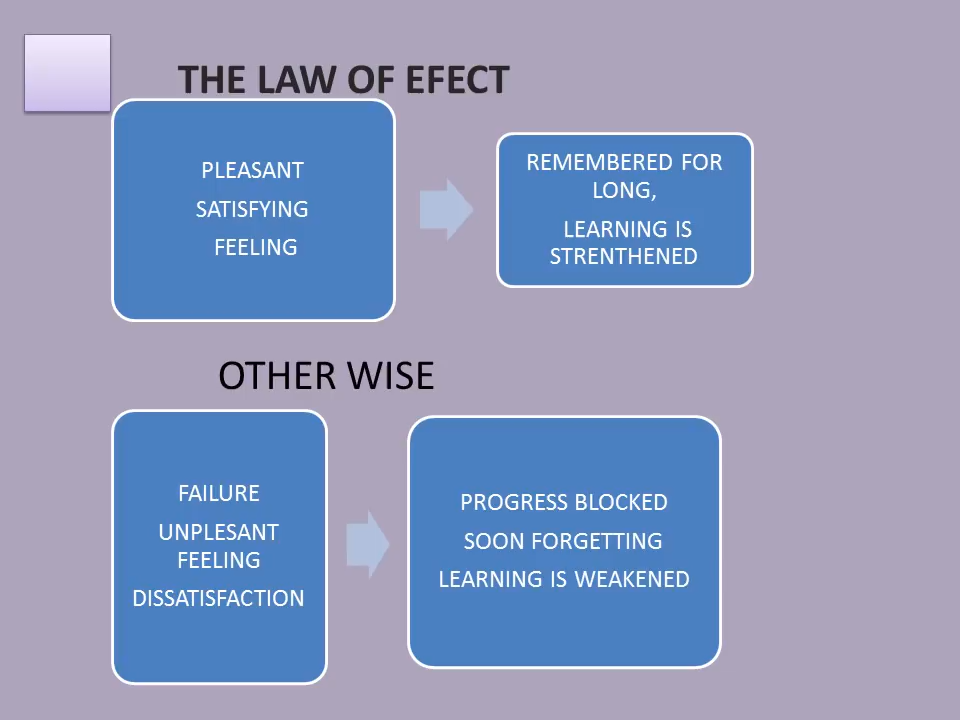 THE LAW OF EFECT
PLEASANT
SATISFYING
FEELING
REMEMBERED FOR
LONG,
LEARNING IS
STRENTHENED
OTHER WISE
FAILURE
UNPLESANT
FEELING
DISSATISFACTION
PROGRESS BLOCKED
SOON FORGETTING
LEARNING IS WEAKENED